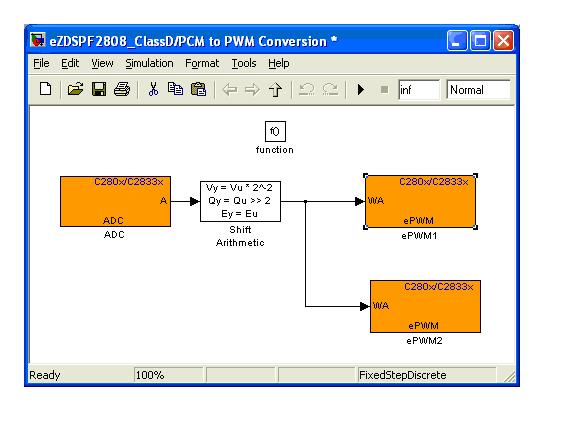 eZDSPF2808_ClassD/PCM to PWM Conversion *
File Edit View Simulation Format Tools Help
inf Normal
f()
function
C280x/C2833x
A
ADC
ADC
Vy = Vu * 2^-2
Qy = Qu >> 2
Ey = Eu
Shift
Arithmetic
C280x/C2833x
WA
ePWM
ePWM1
C280x/C2833x
WA
ePWM
ePWM2
Ready 100% FixedStepDiscrete